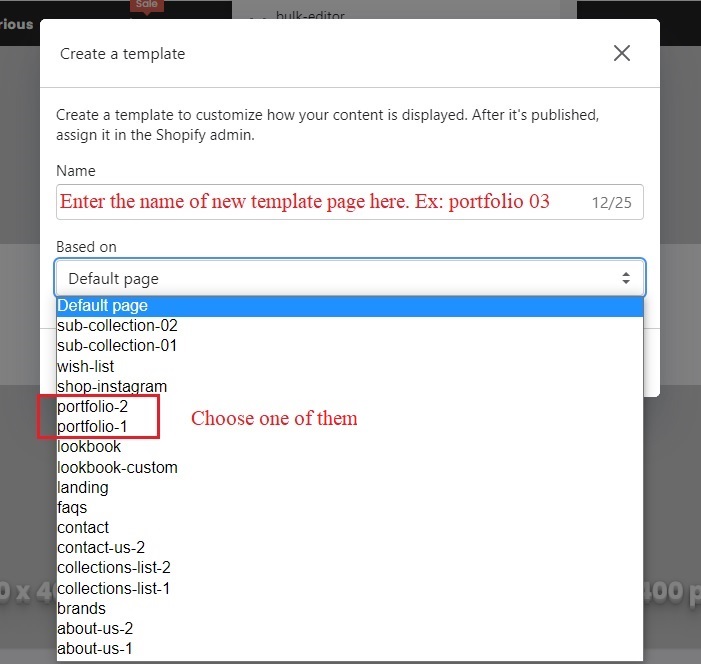 Sale
rious
bulk-editor
Create a template
Create a template to customize how your content is displayed. After it's published,
assign it in the Shopify admin.
Name
Enter the name of new template page here. Ex: portfolio 03 12/25
Based on
Default page
Default page
sub-collection-02
sub-collection-01
wish-list
shop-instagram
portfolio-2
portfolio-1
Choose one of them
lookbook
lookbook-custom
landing
faqs
contact
contact-us-2
collections-list-2
collections-list-1
brands
about-us-2
about-us-1
0 x 4
400 p